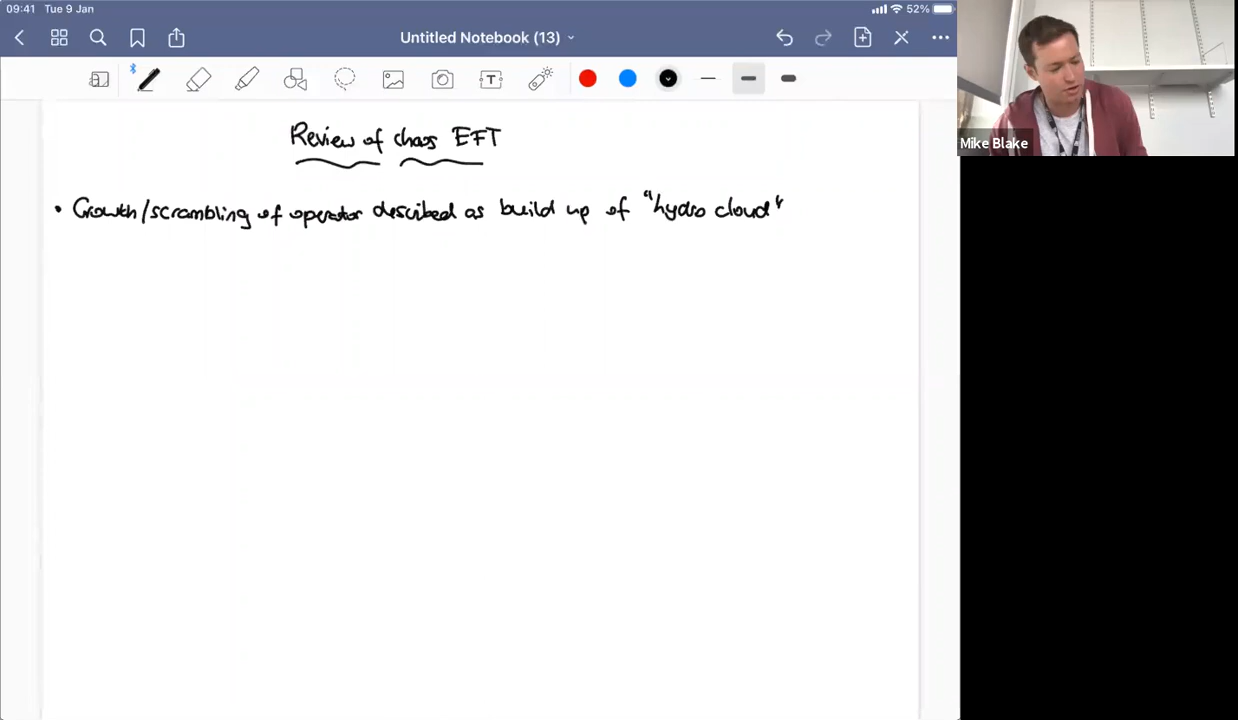 09:41 Tue 9 Jan
52%
Untitled Notebook (13)
T
Mike Blake
Review of chaos EFT
• Growth/scrambling of operator described as build up of "hydro cloud"